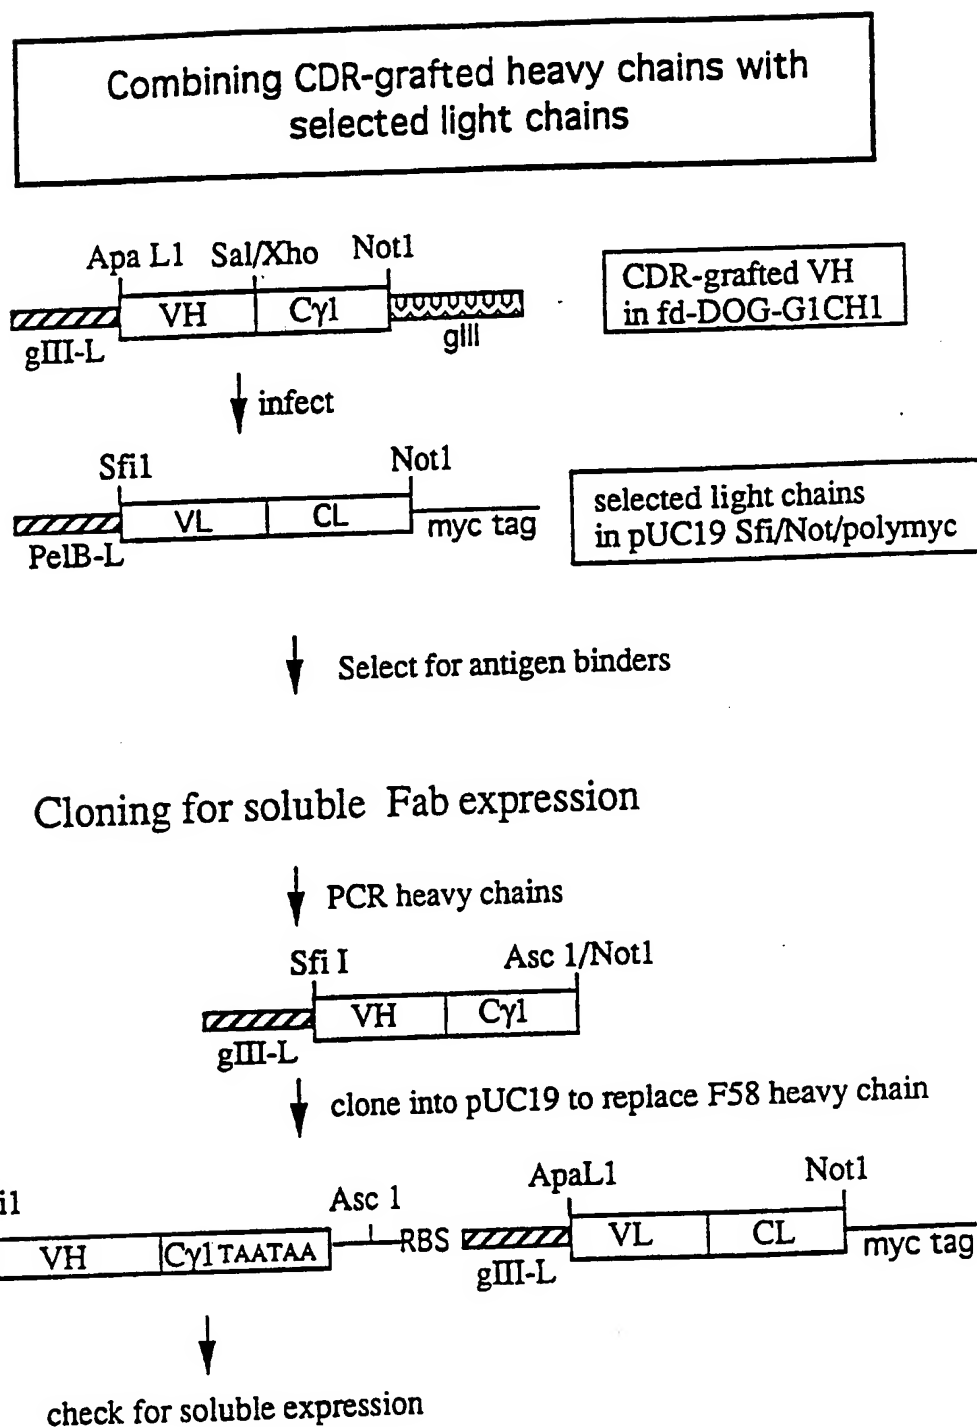 Combining CDR-grafted heavy chains with
selected light chains
Apa L1 Sal/Xho Not1
VH Cγ1
gIII-L gIII
CDR-grafted VH
in fd-DOG-G1CH1
infect
Sfi1 Not1
VL CL myc tag
PelB-L
selected light chains
in pUC19 Sfi/Not/polymyc
Select for antigen binders
Cloning for soluble Fab expression
PCR heavy chains
Sfi I Asc 1/Not1
VH Cγ1
gIII-L
clone into pUC19 to replace F58 heavy chain
i1 Asc 1 ApaL1 Not1
VH Cγ1 TAATAA RBS VL CL myc tag
gIII-L
check for soluble expression